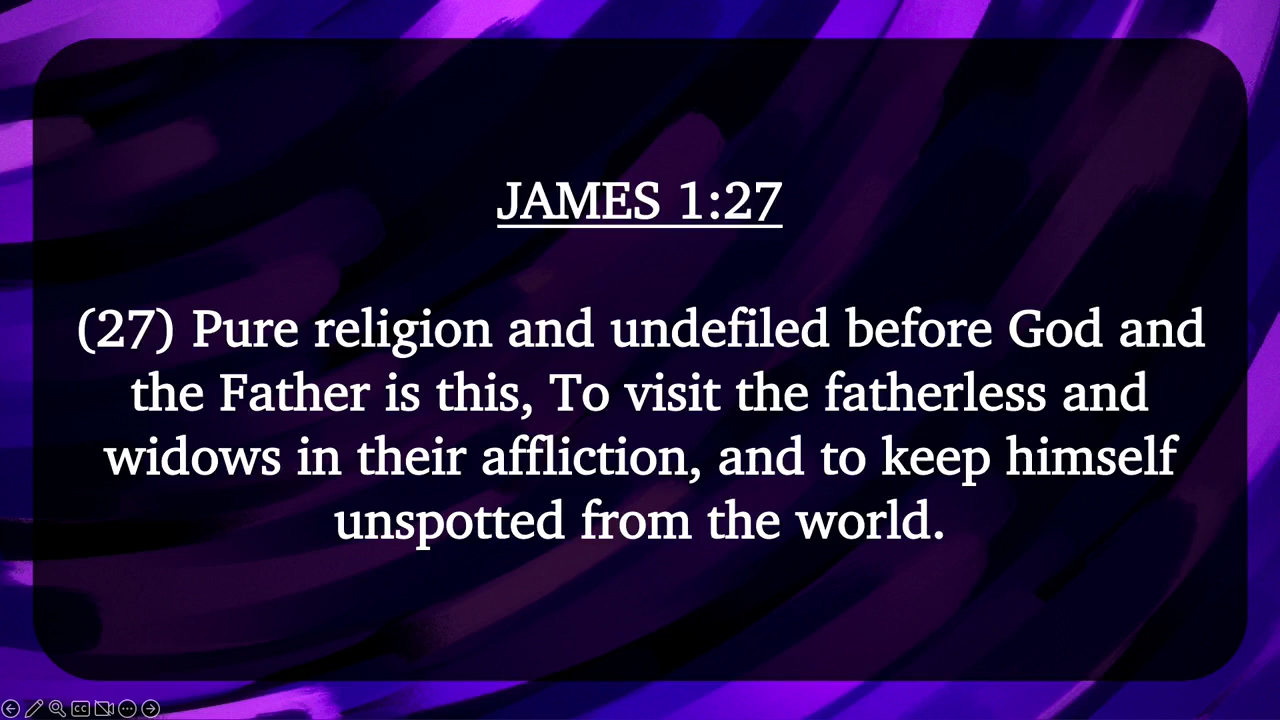 JAMES 1:27
(27) Pure religion and undefiled before God and
the Father is this, To visit the fatherless and
widows in their affliction, and to keep himself
unspotted from the world.
CC